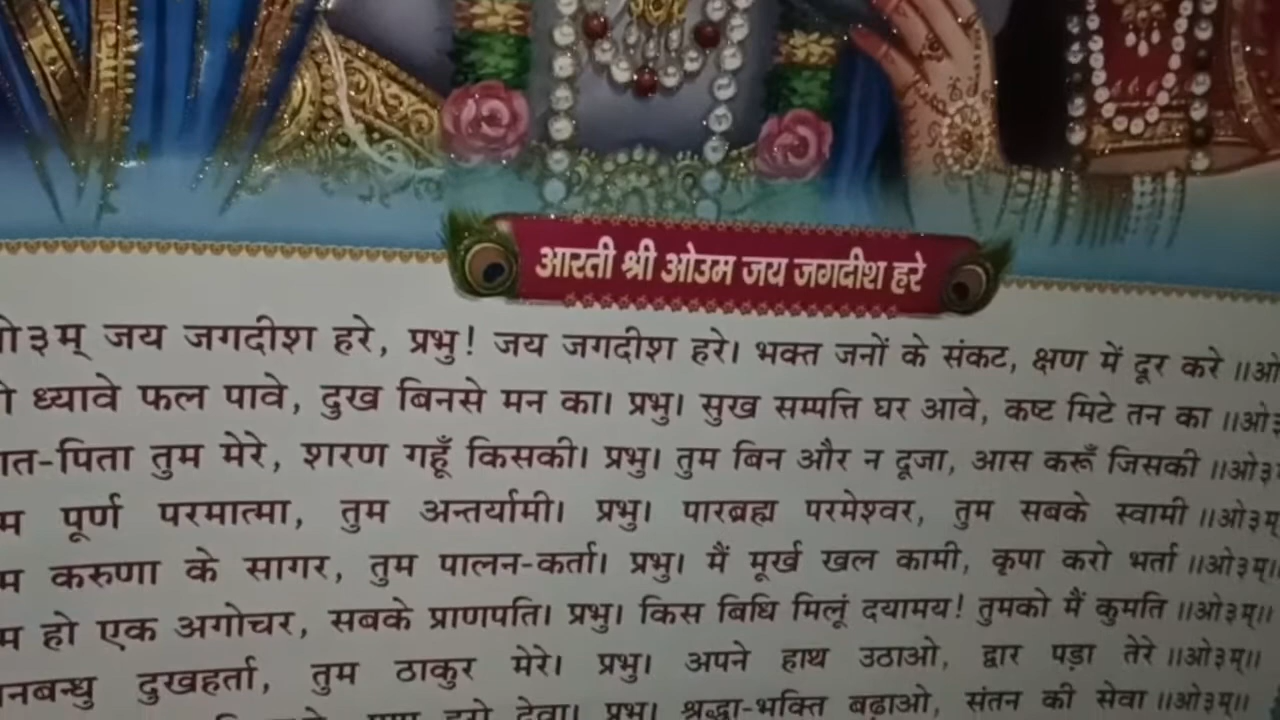 आरती श्री ओउम जय जगदीश हरे
जय जगदीश हरे, प्रभु! जय जगदीश हरे। भक्त जनों के संकट, क्षण में दूर करे ॥
ध्यावे फल पावे, दुख बिनसे मन का। प्रभु। सुख सम्पत्ति घर आवे, कष्ट मिटे तन का ॥
पिता तुम मेरे, शरण गहूँ किसकी। प्रभु। तुम बिन और न दूजा, आस करूँ जिसकी ॥
पूर्ण परमात्मा, तुम अन्तर्यामी। प्रभु। पारब्रह्म परमेश्वर, तुम सबके स्वामी ॥ओ३म्
करुणा के सागर, तुम पालन-कर्ता। प्रभु। मैं मूर्ख खल कामी, कृपा करो भर्ता ॥ओ३म्॥
हो एक अगोचर, सबके प्राणपति। प्रभु। किस बिधि मिलूं दयामय! तुमको मैं कुमति ॥ओ३म्॥
दुखहर्ता, तुम ठाकुर मेरे। प्रभु। अपने हाथ उठाओ, द्वार पड़ा तेरे ॥ओ३म्॥
देवा। प्रभु। श्रद्धा-भक्ति बढ़ाओ, संतन की सेवा ॥ओ३म्॥